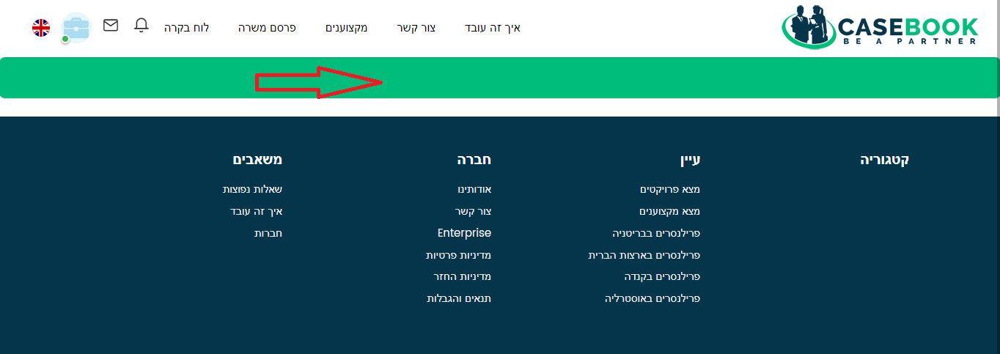 CASEBOOK
BE A PARTNER
איך זה עובד
צור קשר
מקצוענים
פרסם משרה
לוח בקרה
קטגוריה
עיין
מצא פרויקטים
מצא מקצוענים
פרילנסרים בבריטניה
פרילנסרים בארצות הברית
פרילנסרים בקנדה
פרילנסרים באוסטרליה
חברה
אודותינו
צור קשר
Enterprise
מדיניות פרטיות
מדיניות החזר
תנאים והגבלות
משאבים
שאלות נפוצות
איך זה עובד
חברות